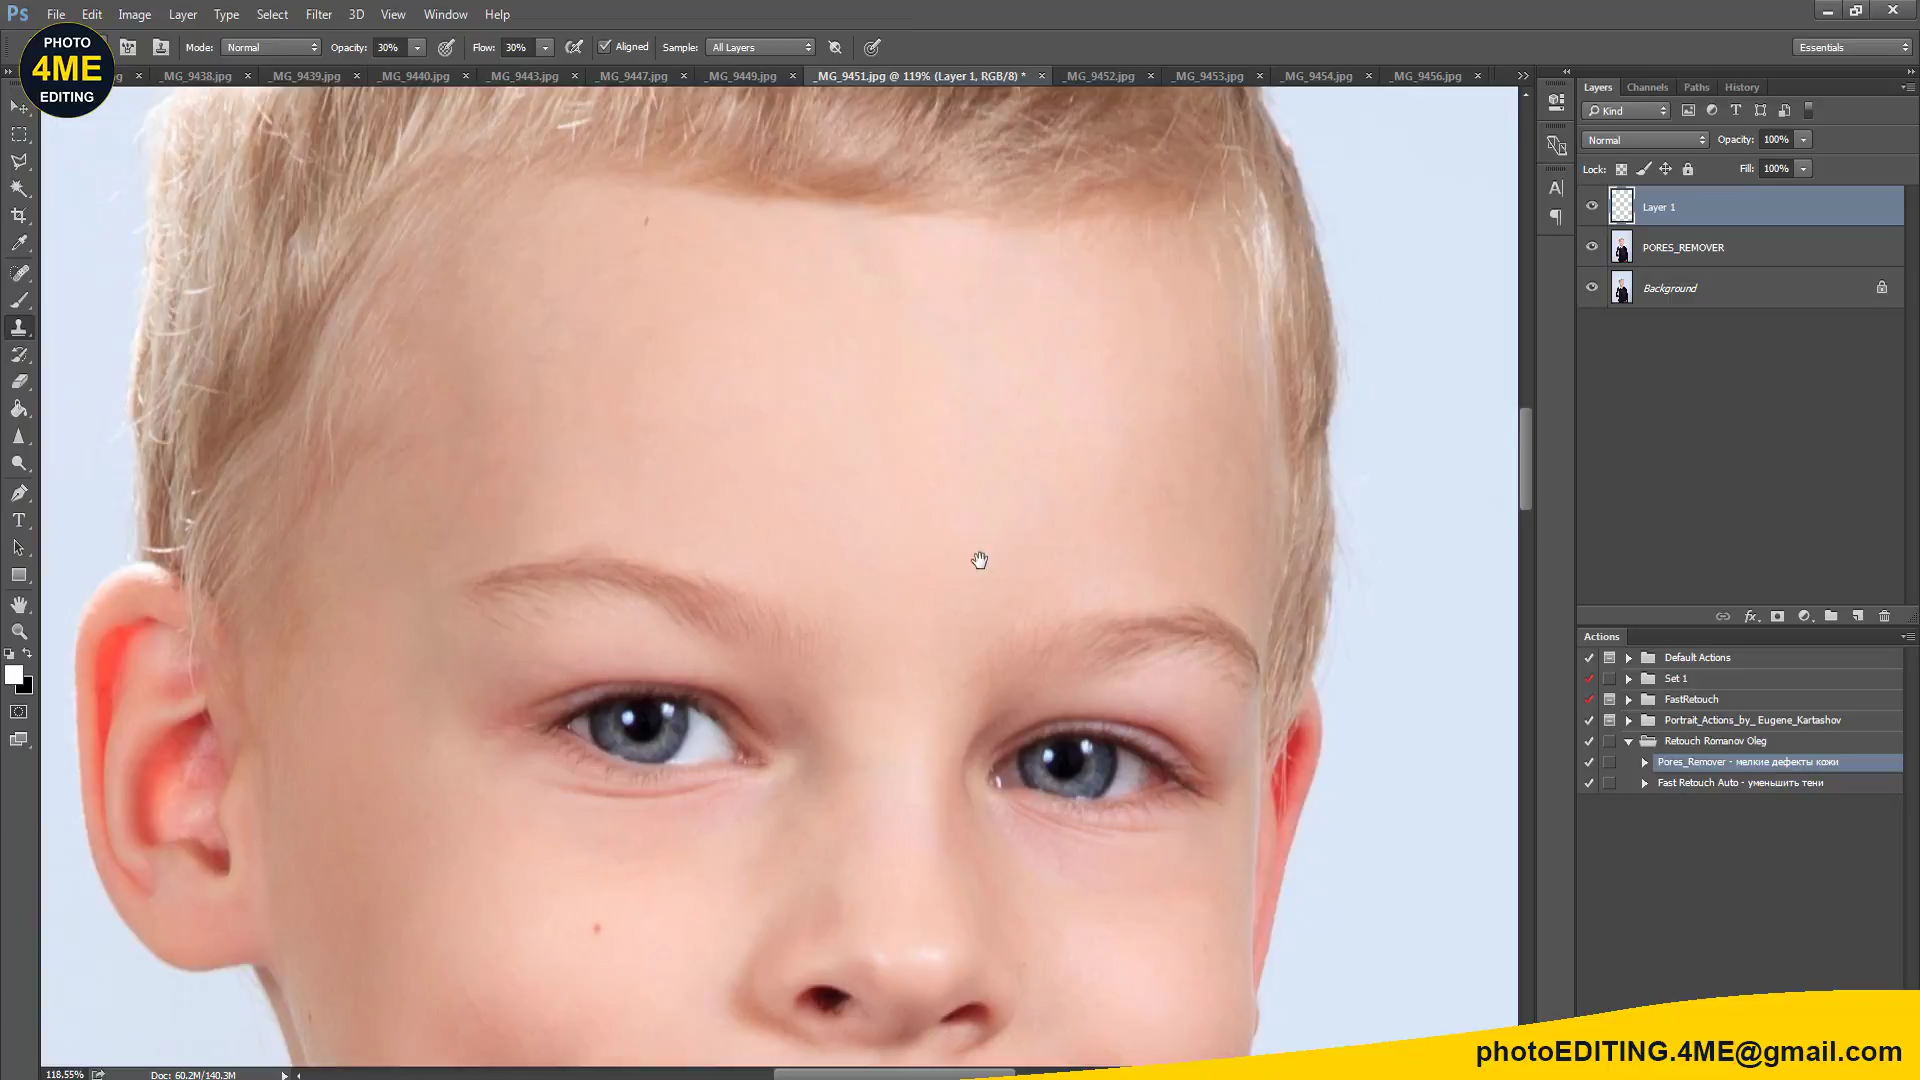 Ps File Edit Image Layer Type Select Filter 3D View Window Help
PHOTO
4ME
EDITING
Mode: Normal Opacity: 30% Flow: 30% Aligned Sample: All Layers Essentials
_MG_9438.jpg × _MG_9439.jpg × _MG_9440.jpg × _MG_9443.jpg × _MG_9447.jpg × _MG_9449.jpg × _MG_9451.jpg @ 119% (Layer 1, RGB/8) * × _MG_9452.jpg × _MG_9453.jpg × _MG_9454.jpg × _MG_9456.jpg ×
Layers Channels Paths History
Kind
Normal Opacity: 100%
Lock: Fill: 100%
Layer 1
PORES_REMOVER
Background
Actions
Default Actions
Set 1
FastRetouch
Portrait_Actions_by_ Eugene_Kartashov
Retouch Romanov Oleg
Pores_Remover - мелкие дефекты кожи
Fast Retouch Auto - уменьшить тени
photoEDITING.4ME@gmail.com
118.55% Doc: 60.2M/140.3M